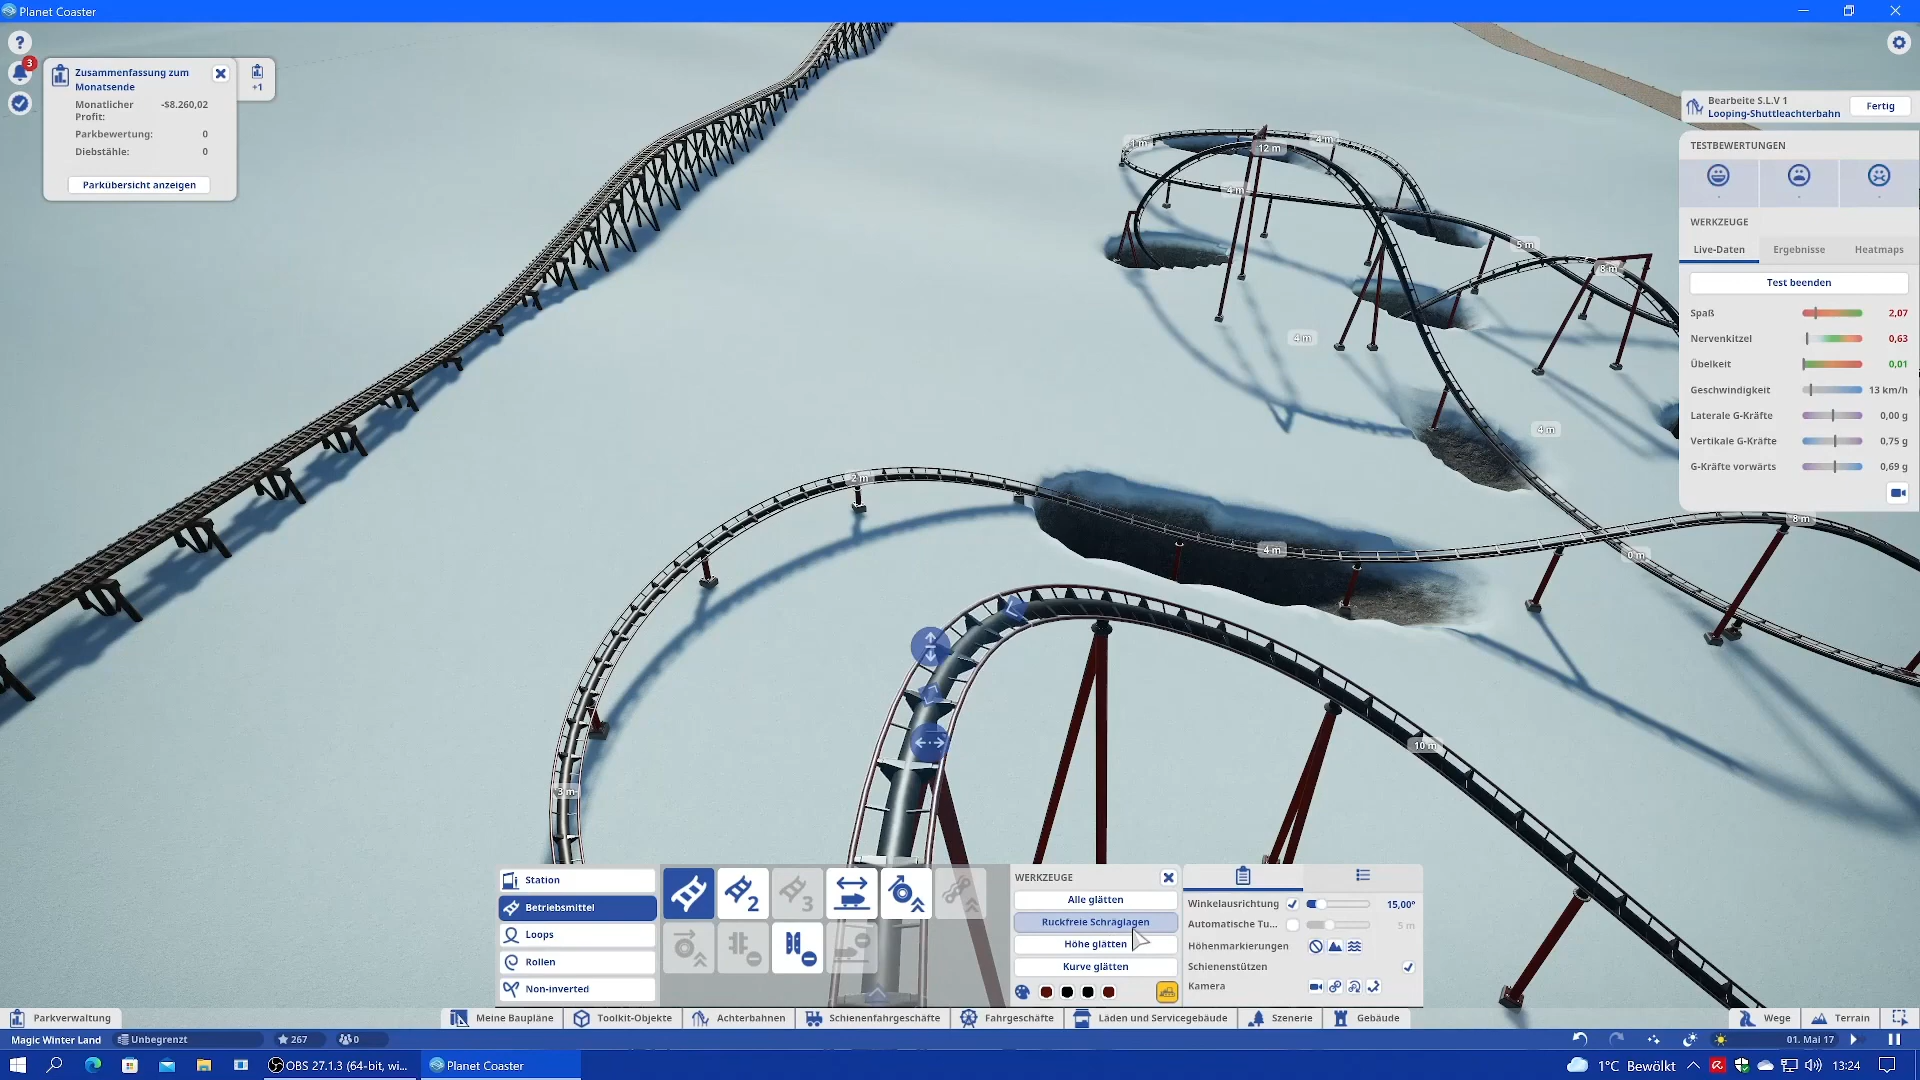 Planet Coaster
?
3
Zusammenfassung zum
Monatsende
Monatlicher
Profit:
-$8.260,02
Parkbewertung: 0
Diebstähle: 0
Parkübersicht anzeigen
+1
Bearbeite S.L.V 1
Looping-Shuttleachterbahn
Fertig
TESTBEWERTUNGEN
WERKZEUGE
Live-Daten Ergebnisse Heatmaps
Test beenden
Spaß 2,07
Nervenkitzel 0,63
Übelkeit 0,01
Geschwindigkeit 13 km/h
Laterale G-Kräfte 0,00 g
Vertikale G-Kräfte 0,75 g
G-Kräfte vorwärts 0,69 g
1 m
12 m
4 m
4 m
5 m
8 m
4 m
4 m
2 m
4 m
8 m
0 m
10 m
3 m
Station
Betriebsmittel
Loops
Rollen
Non-inverted
2
3
WERKZEUGE
Alle glätten
Ruckfreie Schräglagen
Höhe glätten
Kurve glätten
Winkelausrichtung 15,00°
Automatische Tu... 5 m
Höhenmarkierungen
Schienenstützen
Kamera
Parkverwaltung
Meine Baupläne
Toolkit-Objekte
Achterbahnen
Schienenfahrgeschäfte
Fahrgeschäfte
Läden und Servicegebäude
Szenerie
Gebäude
Wege
Terrain
Magic Winter Land
Unbegrenzt
267
0
01. Mai 17
OBS 27.1.3 (64-bit, wi...
Planet Coaster
1°C Bewölkt
13:24